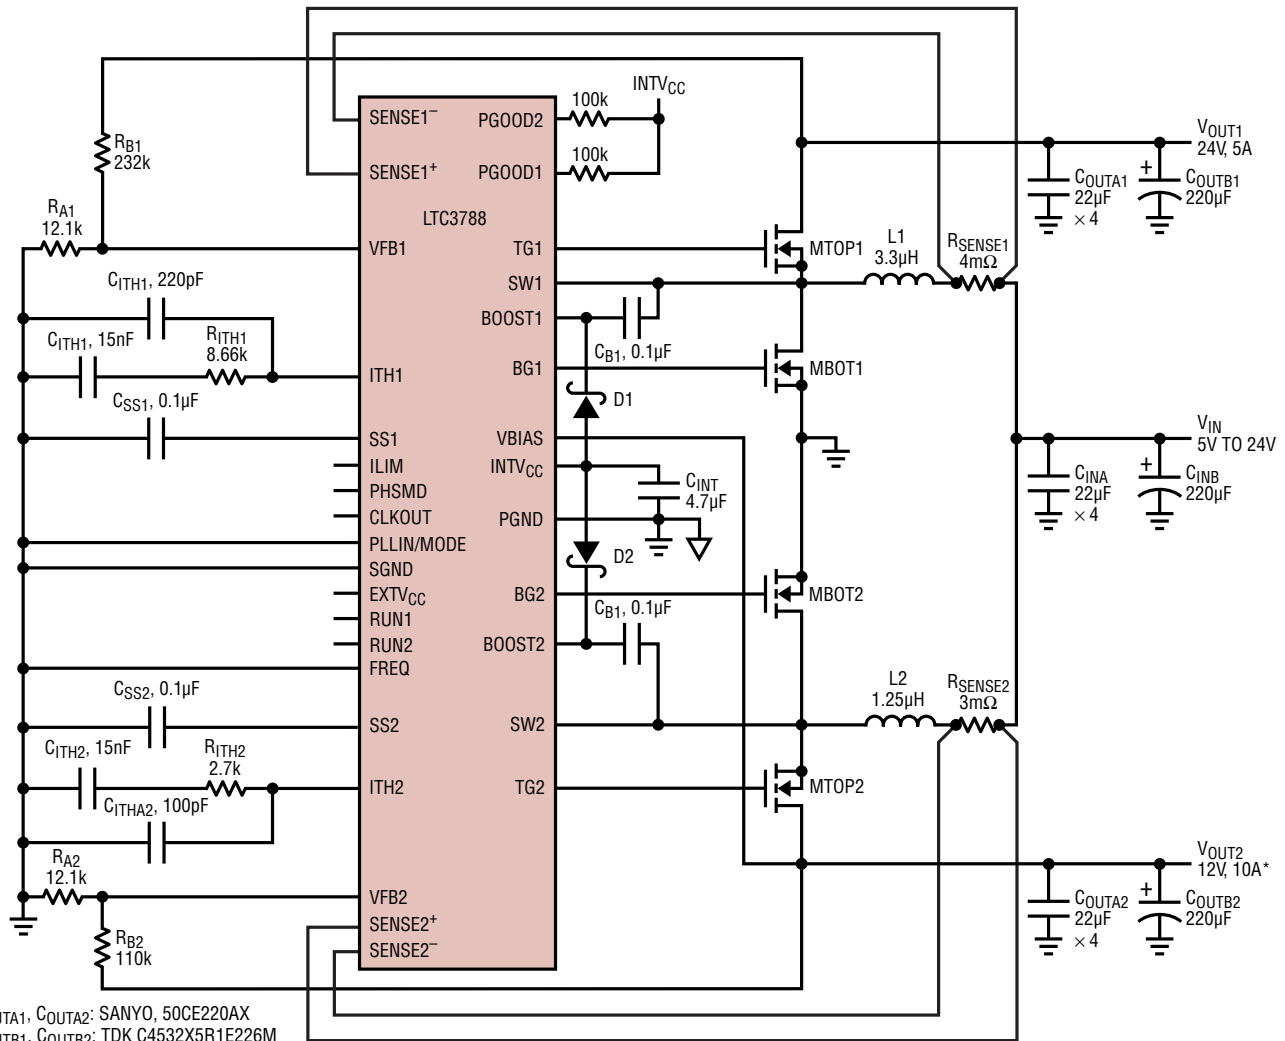 INTVCC
100k
100k
SENSE1–
SENSE1+
PGOOD2
PGOOD1
LTC3788
RB1
232k
RA1
12.1k
VFB1
TG1
MTOP1
VOUT1
24V, 5A
COUTA1
22µF
× 4
+
COUTB1
220µF
L1
3.3µH
RSENSE1
4mΩ
CITH1, 220pF
SW1
BOOST1
CITH1, 15nF
RITH1
8.66k
CB1, 0.1µF
ITH1
BG1
MBOT1
D1
CSS1, 0.1µF
SS1
VBIAS
ILIM
INTVCC
PHSMD
CLKOUT
PGND
CINT
4.7µF
VIN
5V TO 24V
CINA
22µF
× 4
+
CINB
220µF
PLLIN/MODE
SGND
D2
EXTVCC
BG2
MBOT2
RUN1
RUN2
BOOST2
CB1, 0.1µF
FREQ
CSS2, 0.1µF
SS2
SW2
L2
1.25µH
RSENSE2
3mΩ
CITH2, 15nF
RITH2
2.7k
ITH2
TG2
MTOP2
CITHA2, 100pF
RA2
12.1k
VFB2
VOUT2
12V, 10A*
COUTA2
22µF
× 4
+
COUTB2
220µF
SENSE2+
SENSE2–
RB2
110k
OUTA1, COUTA2: SANYO, 50CE220AX
COUTB2: TDK C4532X5R1E226M